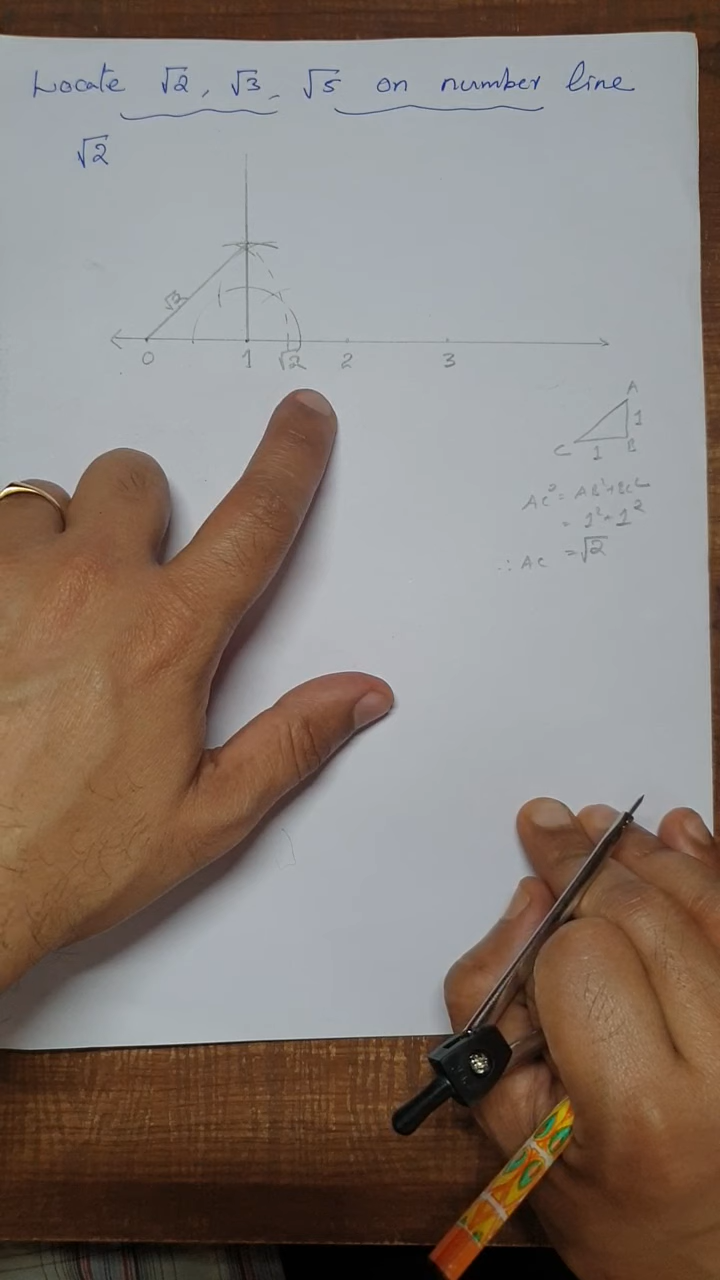 Locate √2, √3, √5 on number line
√2
√2
0 1 √2 2 3
A
1
C 1 B
AC² = AB²+BC²
= 1²+1²
∴ AC = √2